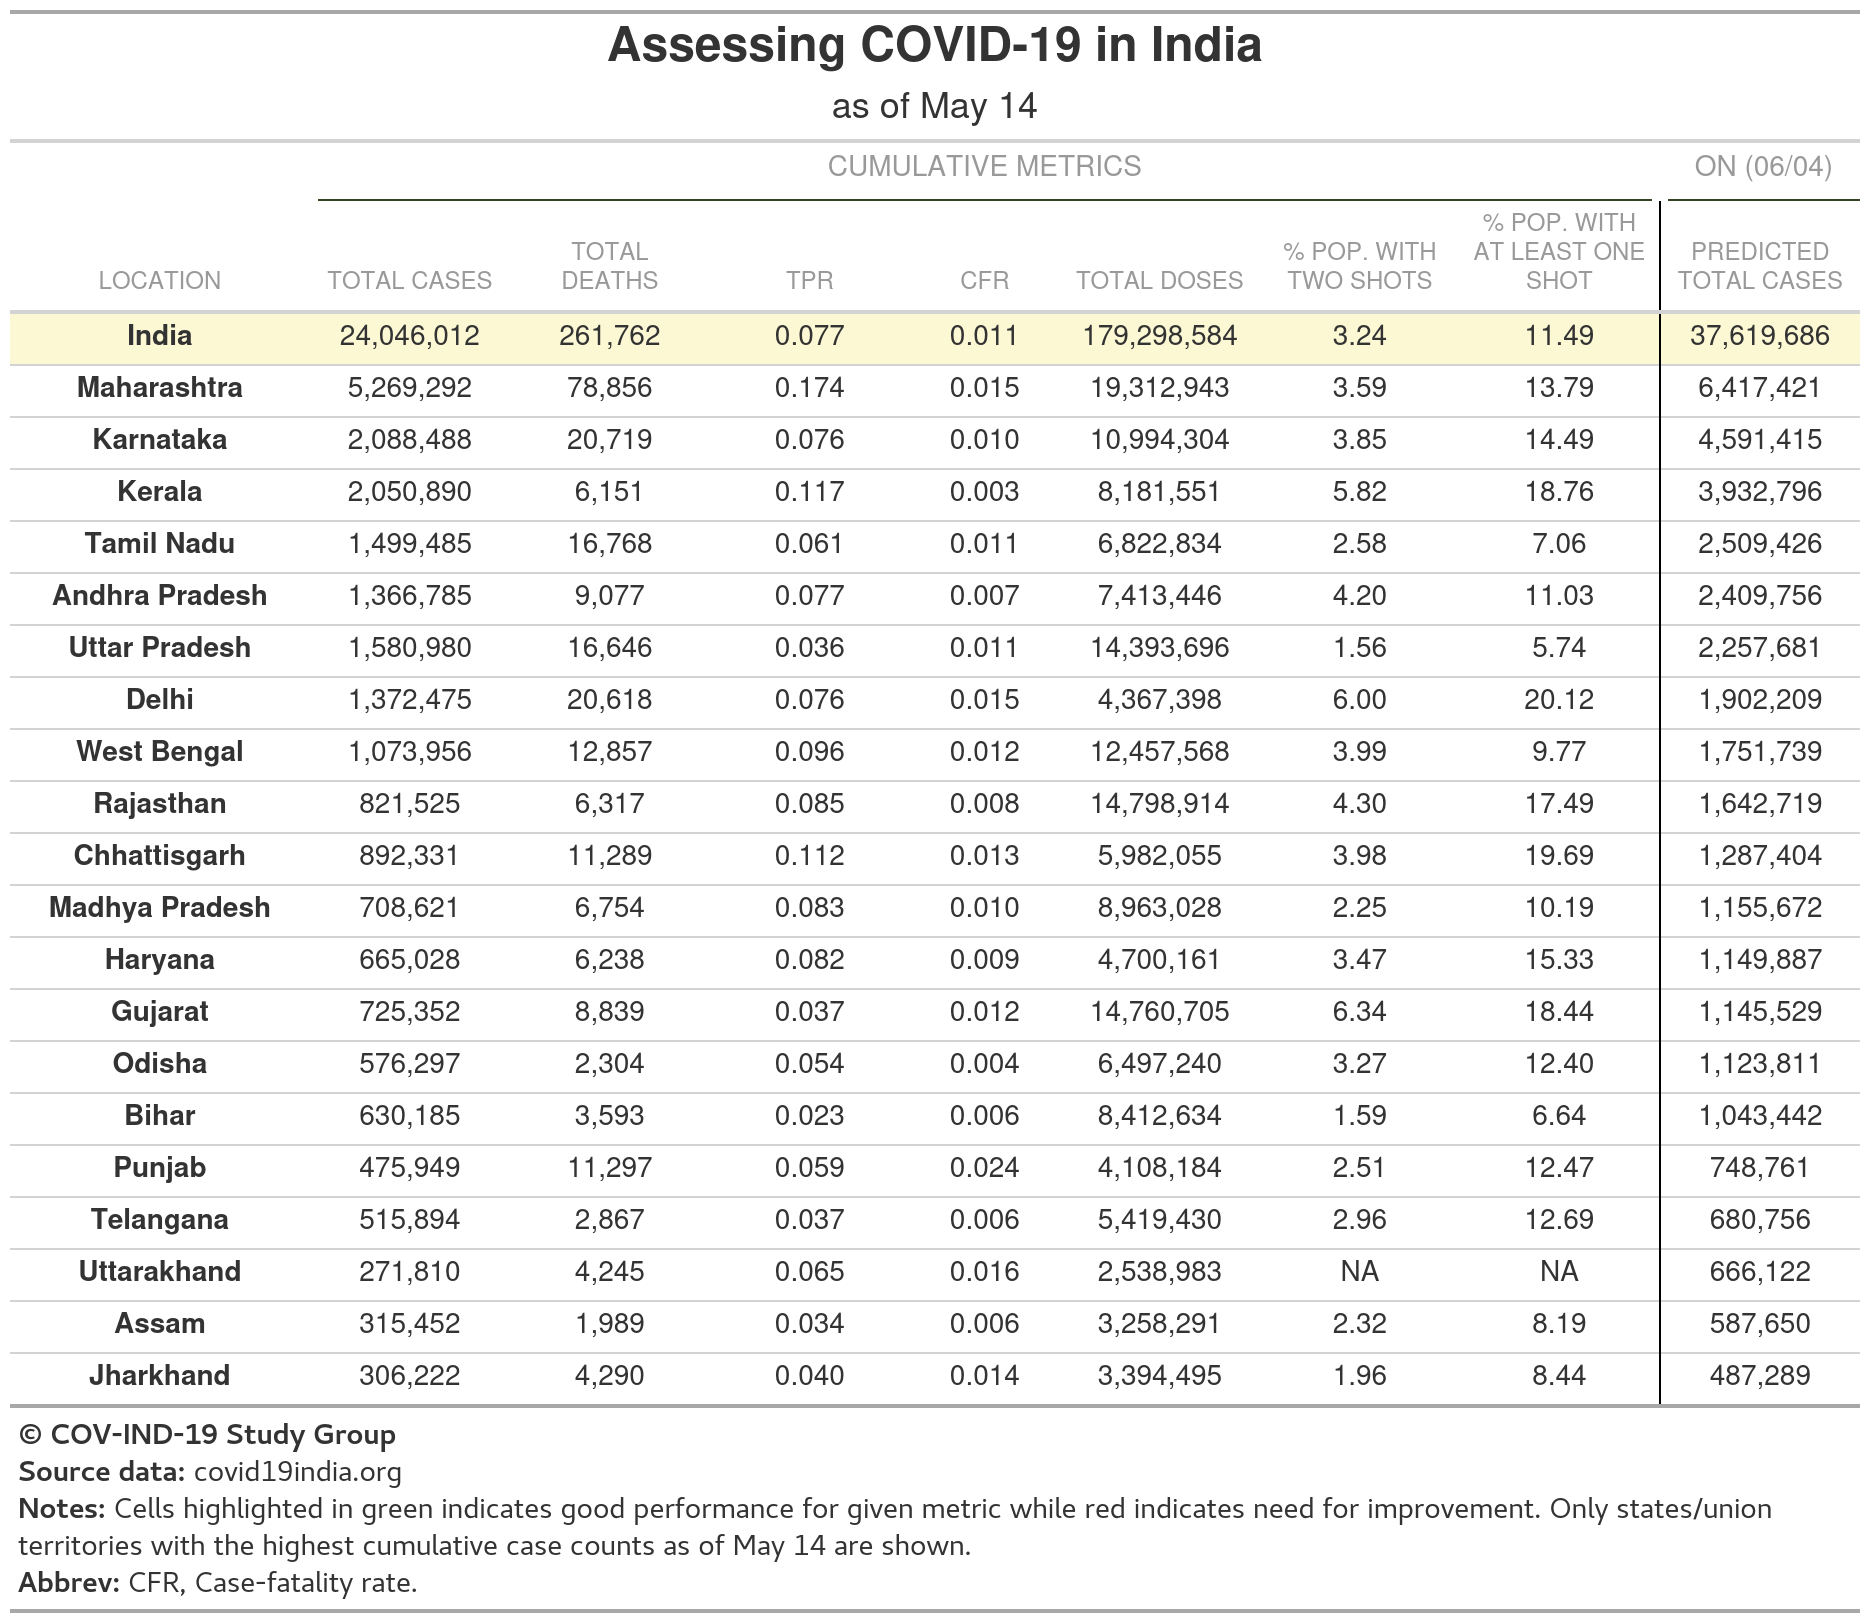 Assessing COVID-19 in India
as of May 14
CUMULATIVE METRICS ON (06/04)
LOCATION TOTAL CASES TOTAL DEATHS TPR CFR TOTAL DOSES % POP. WITH TWO SHOTS % POP. WITH AT LEAST ONE SHOT PREDICTED TOTAL CASES
India 24,046,012 261,762 0.077 0.011 179,298,584 3.24 11.49 37,619,686
Maharashtra 5,269,292 78,856 0.174 0.015 19,312,943 3.59 13.79 6,417,421
Karnataka 2,088,488 20,719 0.076 0.010 10,994,304 3.85 14.49 4,591,415
Kerala 2,050,890 6,151 0.117 0.003 8,181,551 5.82 18.76 3,932,796
Tamil Nadu 1,499,485 16,768 0.061 0.011 6,822,834 2.58 7.06 2,509,426
Andhra Pradesh 1,366,785 9,077 0.077 0.007 7,413,446 4.20 11.03 2,409,756
Uttar Pradesh 1,580,980 16,646 0.036 0.011 14,393,696 1.56 5.74 2,257,681
Delhi 1,372,475 20,618 0.076 0.015 4,367,398 6.00 20.12 1,902,209
West Bengal 1,073,956 12,857 0.096 0.012 12,457,568 3.99 9.77 1,751,739
Rajasthan 821,525 6,317 0.085 0.008 14,798,914 4.30 17.49 1,642,719
Chhattisgarh 892,331 11,289 0.112 0.013 5,982,055 3.98 19.69 1,287,404
Madhya Pradesh 708,621 6,754 0.083 0.010 8,963,028 2.25 10.19 1,155,672
Haryana 665,028 6,238 0.082 0.009 4,700,161 3.47 15.33 1,149,887
Gujarat 725,352 8,839 0.037 0.012 14,760,705 6.34 18.44 1,145,529
Odisha 576,297 2,304 0.054 0.004 6,497,240 3.27 12.40 1,123,811
Bihar 630,185 3,593 0.023 0.006 8,412,634 1.59 6.64 1,043,442
Punjab 475,949 11,297 0.059 0.024 4,108,184 2.51 12.47 748,761
Telangana 515,894 2,867 0.037 0.006 5,419,430 2.96 12.69 680,756
Uttarakhand 271,810 4,245 0.065 0.016 2,538,983 NA NA 666,122
Assam 315,452 1,989 0.034 0.006 3,258,291 2.32 8.19 587,650
Jharkhand 306,222 4,290 0.040 0.014 3,394,495 1.96 8.44 487,289
© COV-IND-19 Study Group
Source data: covid19india.org
Notes: Cells highlighted in green indicates good performance for given metric while red indicates need for improvement. Only states/union
territories with the highest cumulative case counts as of May 14 are shown.
Abbrev: CFR, Case-fatality rate.